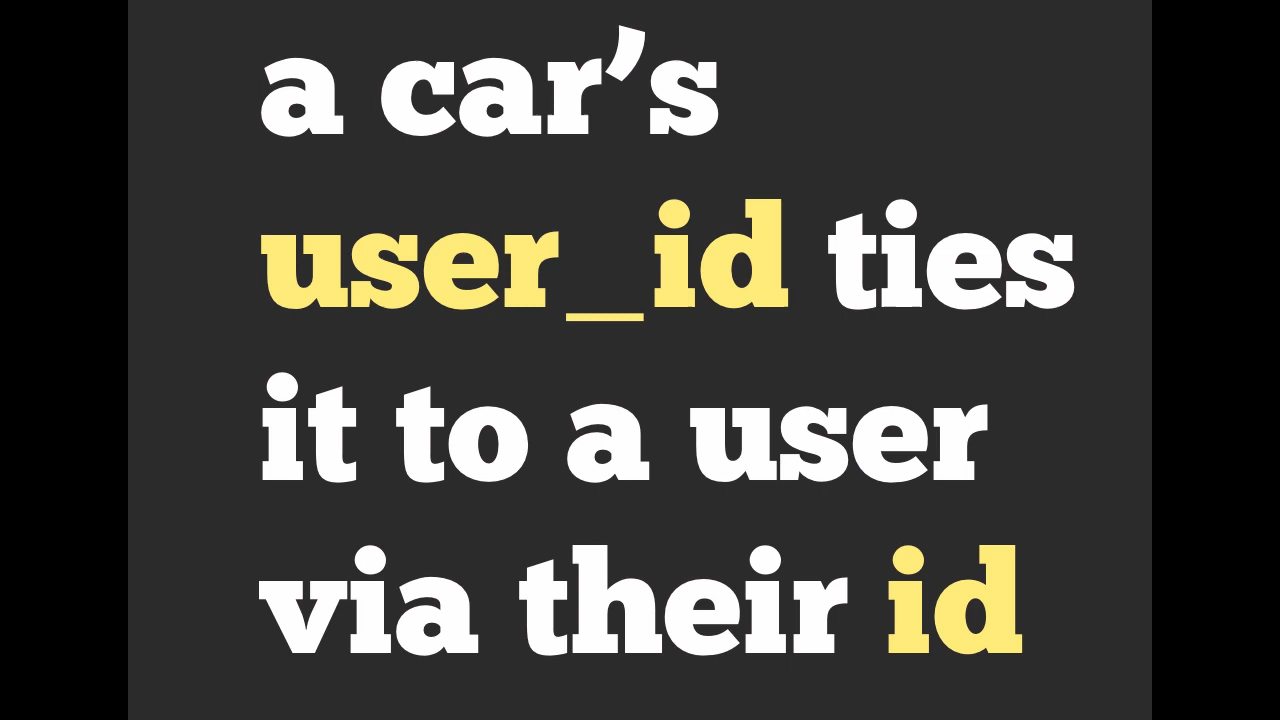 a car’s
user_id ties
it to a user
via their id